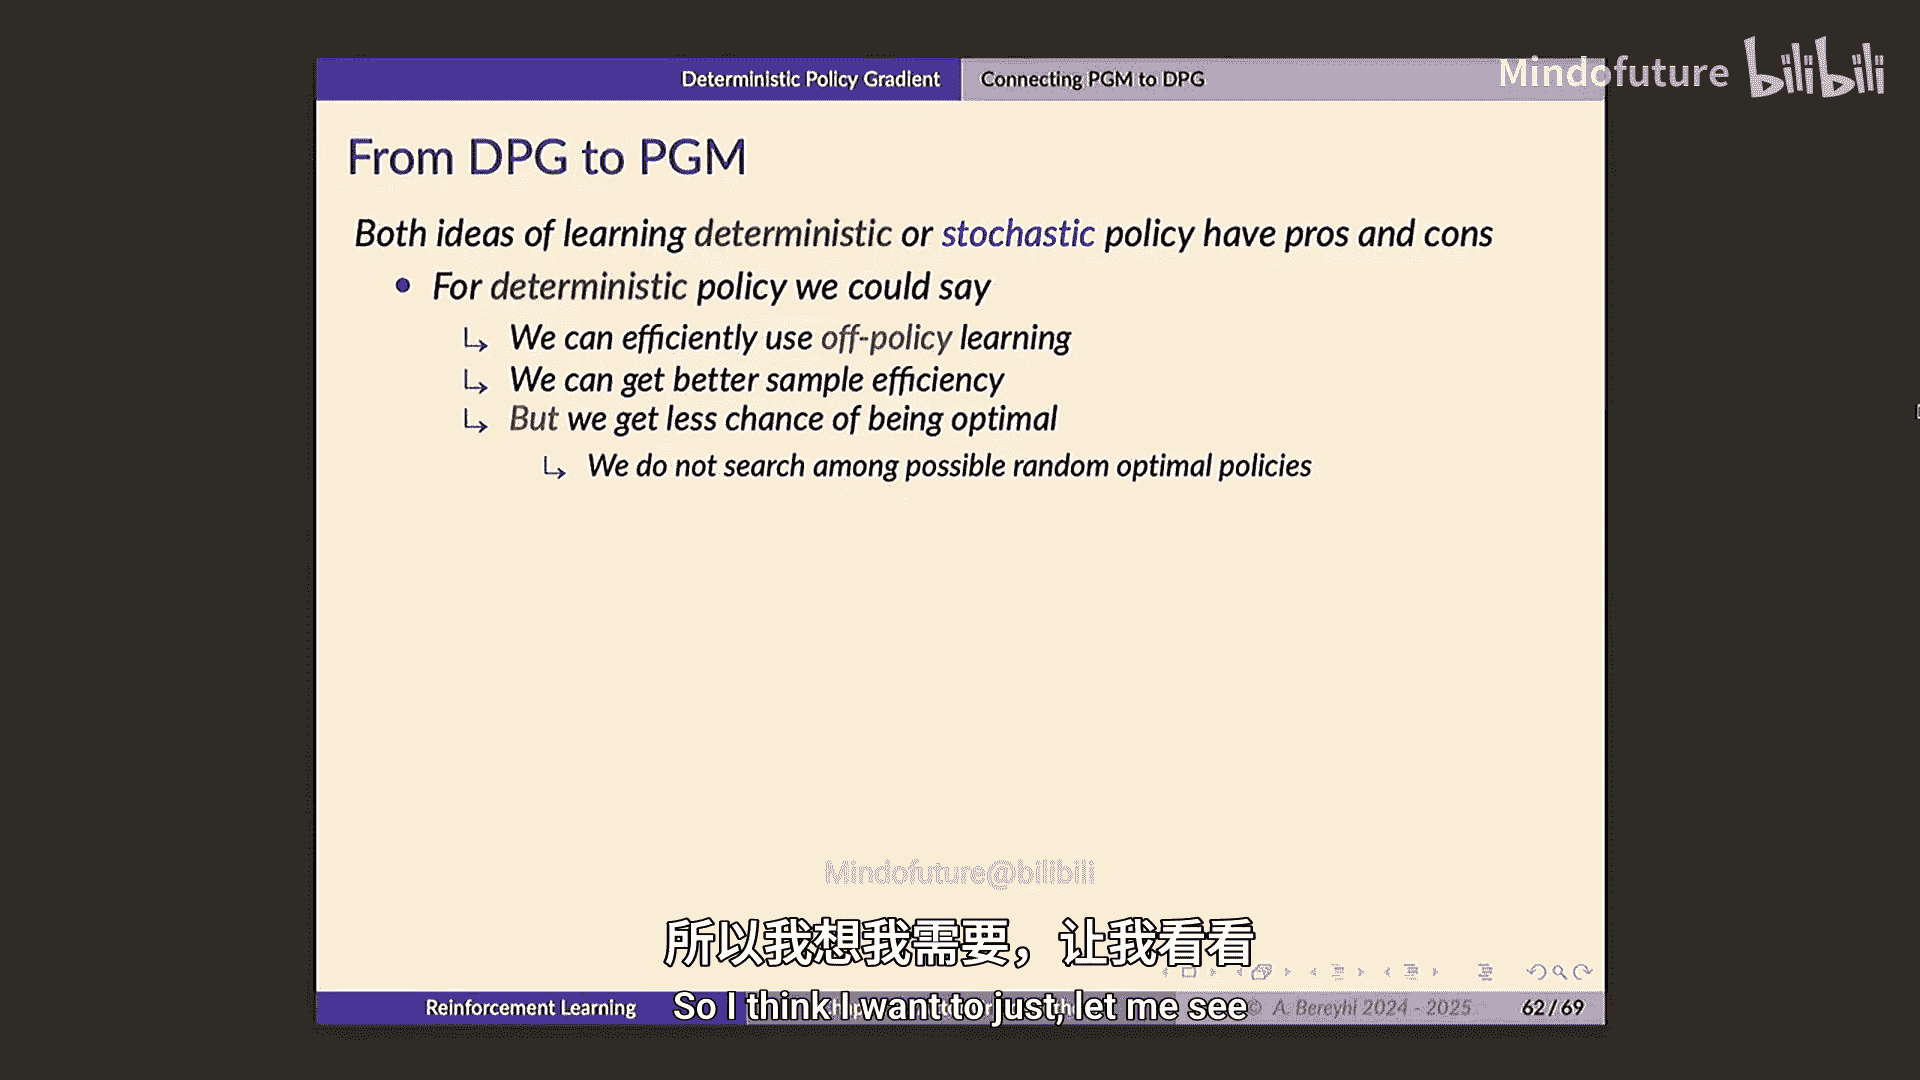 Deterministic Policy Gradient
Connecting PGM to DPG
Mindofuture bilibili
From DPG to PGM
Both ideas of learning deterministic or stochastic policy have pros and cons
• For deterministic policy we could say
↳ We can efficiently use off-policy learning
↳ We can get better sample efficiency
↳ But we get less chance of being optimal
↳ We do not search among possible random optimal policies
Mindofuture@bilibili
所以我想我需要，让我看看
So I think I want to just, let me see
Reinforcement Learning
© A. Bereyhi 2024 - 2025
62 / 69